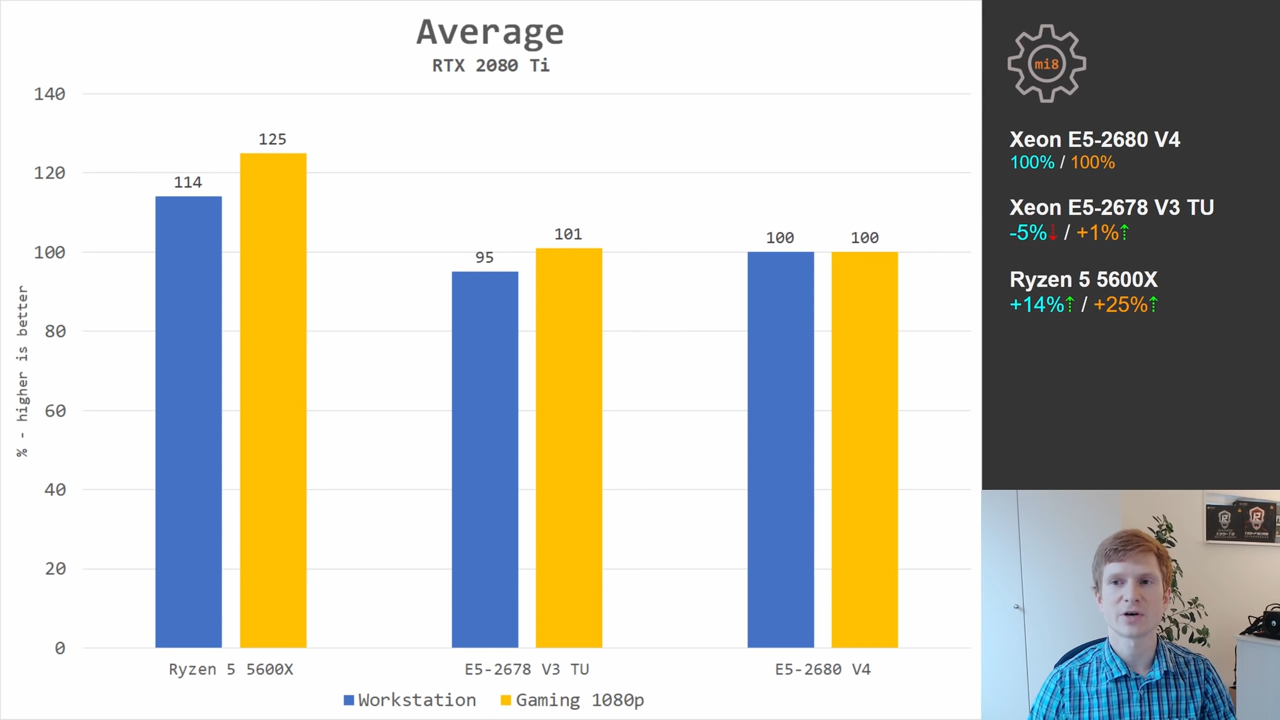 Average
RTX 2080 Ti
140
120
100
80
60
40
20
0
% - higher is better
125
114
101
95
100
100
Ryzen 5 5600X
E5-2678 V3 TU
E5-2680 V4
Workstation
Gaming 1080p
mi8
Xeon E5-2680 V4
100% / 100%
Xeon E5-2678 V3 TU
-5%↓ / +1%↑
Ryzen 5 5600X
+14%↑ / +25%↑